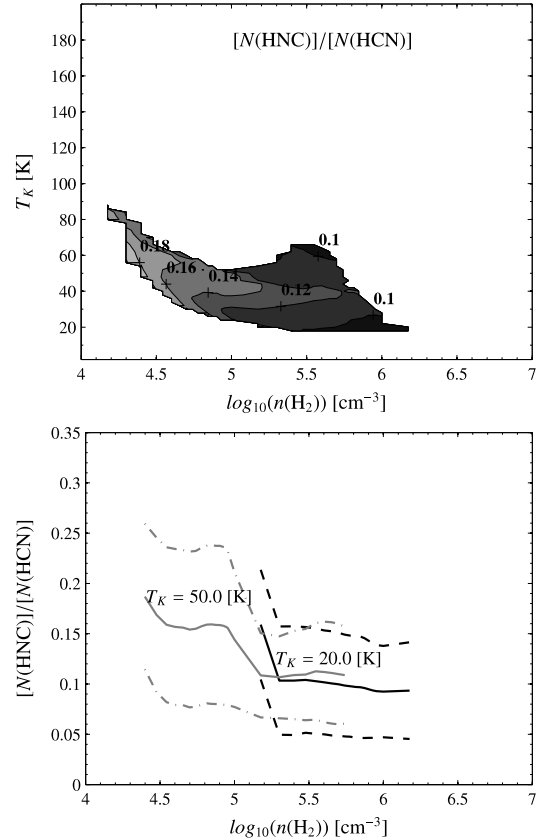 [N(HNC)]/[N(HCN)]
180
160
140
120
100
80
60
40
20
T_K [K]
0.18
0.16
0.14
0.12
0.1
0.1
4 4.5 5 5.5 6 6.5 7
log₁₀(n(H₂)) [cm⁻³]
0.35
0.3
0.25
0.2
0.15
0.1
0.05
0
[N(HNC)]/[N(HCN)]
T_K = 50.0 [K]
T_K = 20.0 [K]
4 4.5 5 5.5 6 6.5 7
log₁₀(n(H₂)) [cm⁻³]